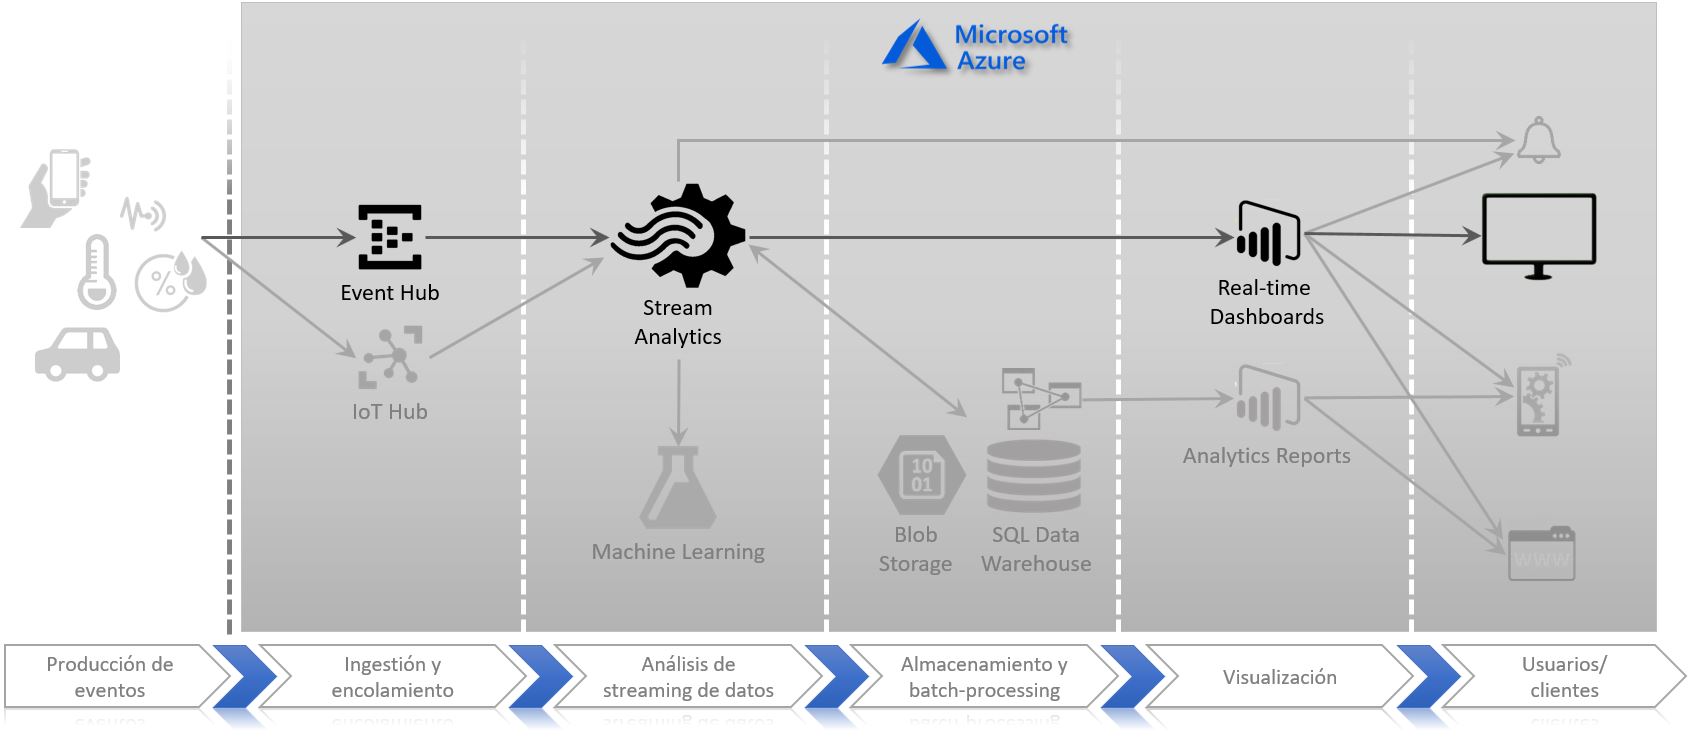 Microsoft
Azure
Event Hub
IoT Hub
Stream
Analytics
Machine Learning
10
01
Blob
Storage
SQL Data
Warehouse
Real-time
Dashboards
Analytics Reports
%
WWW
Producción de
eventos
Ingestión y
encolamiento
Análisis de
streaming de datos
Almacenamiento y
batch-processing
Visualización
Usuarios/
clientes